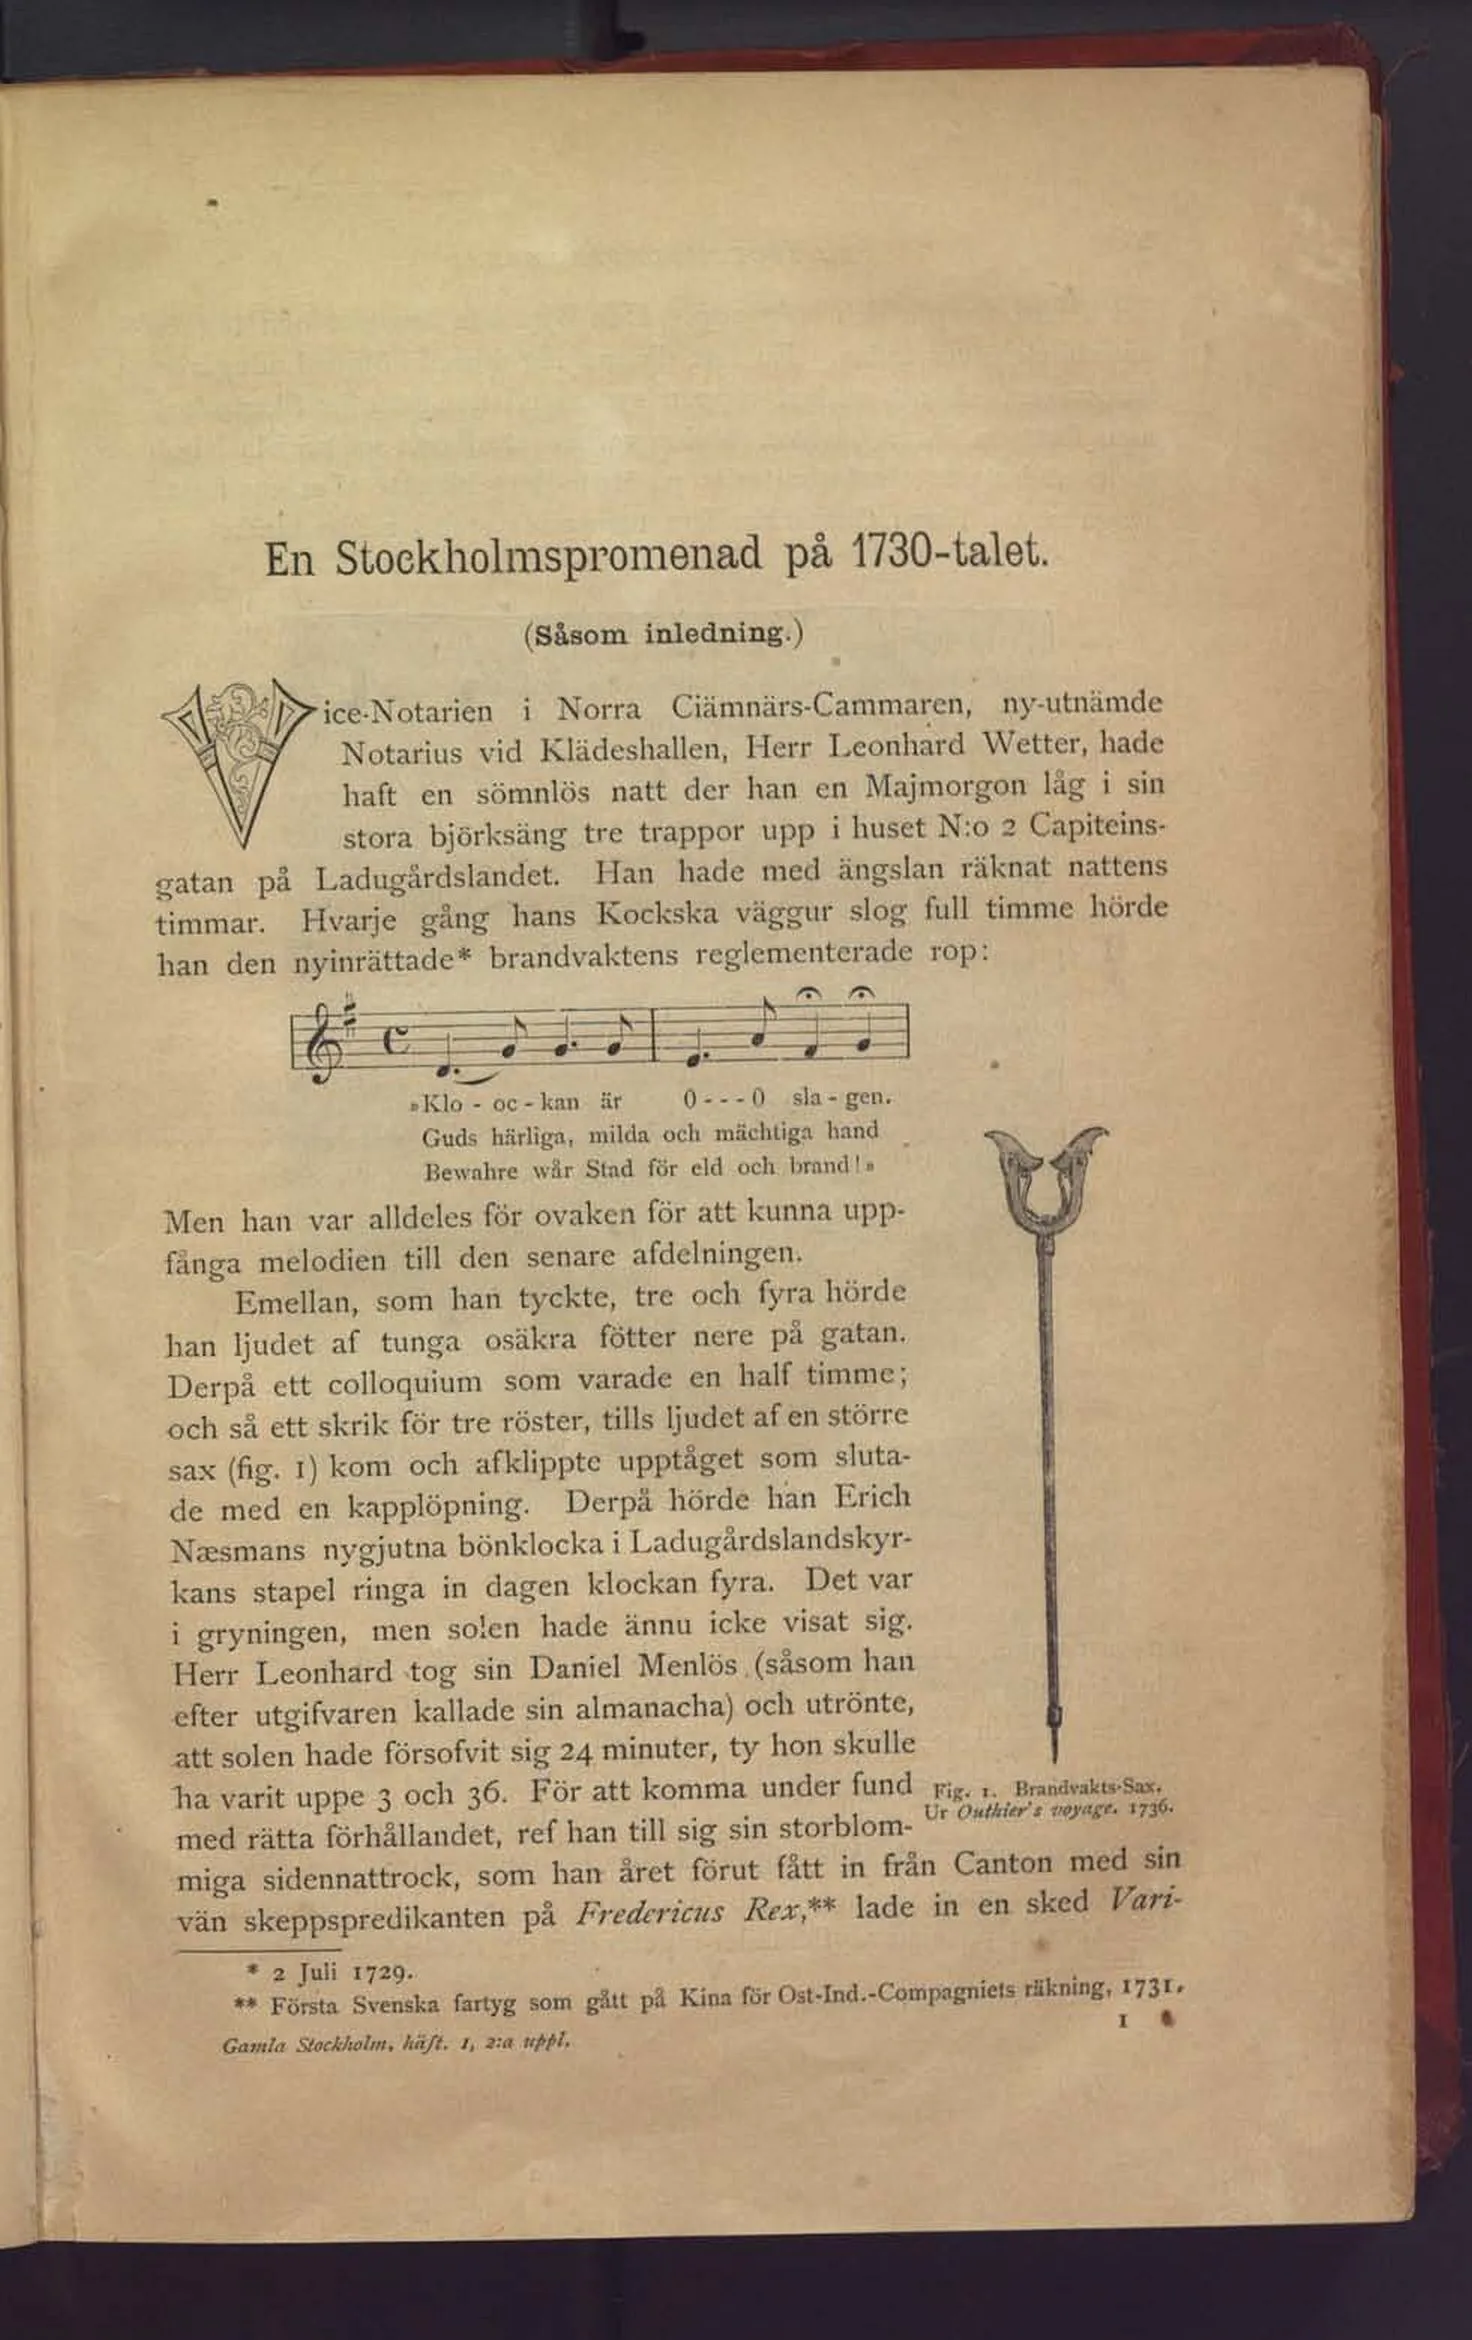 En Stockholmspromenad på 1730-talet.
(Såsom inledning.)
Vice-Notarien i Norra Ciämnärs-Cammaren, ny-utnämde
Notarius vid Klädeshallen, Herr Leonhard Wetter, hade
haft en sömnlös natt der han en Majmorgon låg i sin
stora björksäng tre trappor upp i huset N:o 2 Capiteins-
gatan på Ladugårdslandet. Han hade med ängslan räknat nattens
timmar. Hvarje gång hans Kockska väggur slog full timme hörde
han den nyinrättade* brandvaktens reglementerade rop:
»Klo - oc - kan är 0 - - - 0 sla - gen.
Guds härliga, milda och mächtiga hand
Bewahre wår Stad för eld och brand!»
Men han var alldeles för ovaken för att kunna upp-
fånga melodien till den senare afdelningen.
Emellan, som han tyckte, tre och fyra hörde
han ljudet af tunga osäkra fötter nere på gatan.
Derpå ett colloquium som varade en half timme;
och så ett skrik för tre röster, tills ljudet af en större
sax (fig. 1) kom och afklippte upptåget som sluta-
de med en kapplöpning. Derpå hörde han Erich
Næsmans nygjutna bönklocka i Ladugårdslandskyr-
kans stapel ringa in dagen klockan fyra. Det var
i gryningen, men solen hade ännu icke visat sig.
Herr Leonhard tog sin Daniel Menlös (såsom han
efter utgifvaren kallade sin almanacha) och utrönte,
att solen hade försofvit sig 24 minuter, ty hon skulle
ha varit uppe 3 och 36. För att komma under fund
med rätta förhållandet, ref han till sig sin storblom-
Fig. 1. Brandvakts-Sax.
Ur Outhier's voyage. 1736.
miga sidennattrock, som han året förut fått in från Canton med sin
vän skeppspredikanten på Fredericus Rex,** lade in en sked Vari-
* 2 Juli 1729.
** Första Svenska fartyg som gått på Kina för Ost-Ind.-Compagniets räkning, 1731.
Gamla Stockholm, häft. 1, 2:a uppl.
1